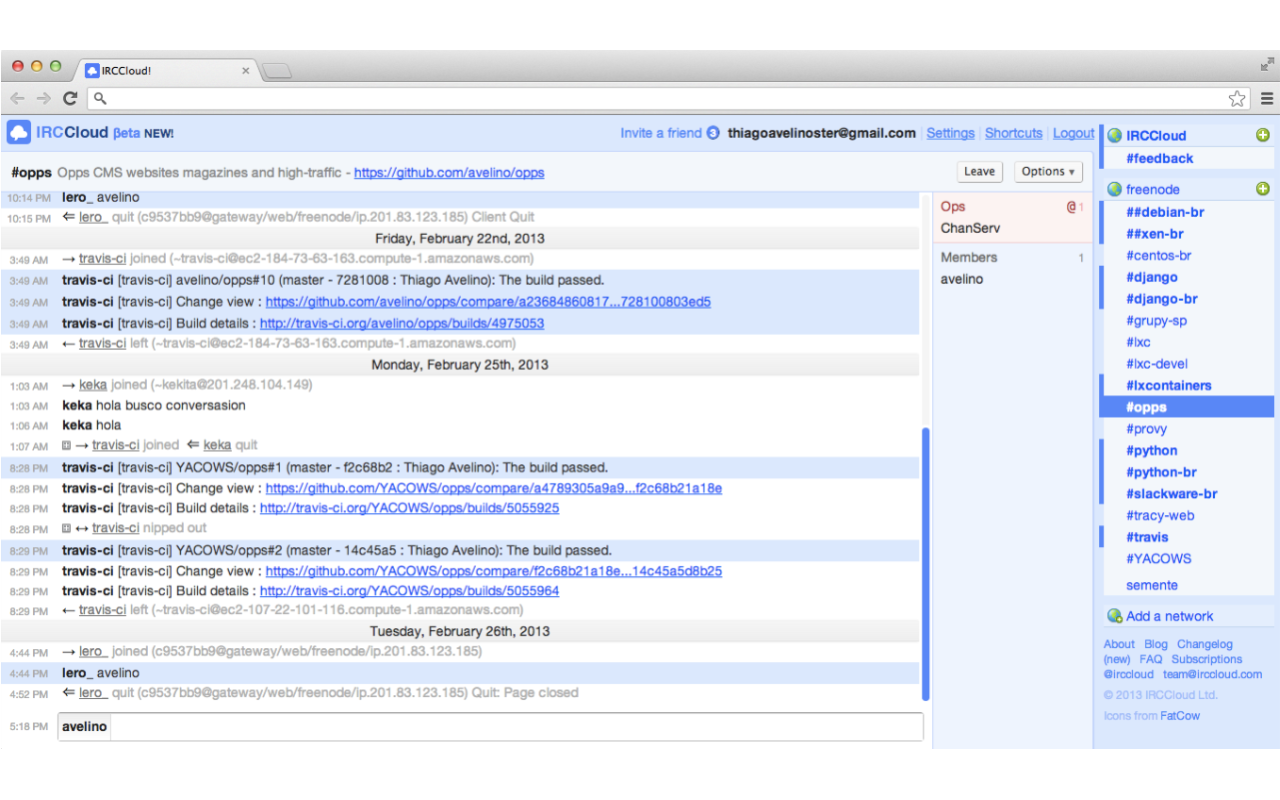 IRCCloud!
IRCCloud βeta NEW!
Invite a friend 3 thiagoavelinoster@gmail.com Settings Shortcuts Logout
#opps Opps CMS websites magazines and high-traffic - https://github.com/avelino/opps
Leave Options ▾
10:14 PM lero_ avelino
10:15 PM ⇐ lero_ quit (c9537bb9@gateway/web/freenode/ip.201.83.123.185) Client Quit
Friday, February 22nd, 2013
3:49 AM → travis-ci joined (~travis-ci@ec2-184-73-63-163.compute-1.amazonaws.com)
3:49 AM travis-ci [travis-ci] avelino/opps#10 (master - 7281008 : Thiago Avelino): The build passed.
3:49 AM travis-ci [travis-ci] Change view : https://github.com/avelino/opps/compare/a23684860817...728100803ed5
3:49 AM travis-ci [travis-ci] Build details : http://travis-ci.org/avelino/opps/builds/4975053
3:49 AM ← travis-ci left (~travis-ci@ec2-184-73-63-163.compute-1.amazonaws.com)
Monday, February 25th, 2013
1:03 AM → keka joined (~kekita@201.248.104.149)
1:03 AM keka hola busco conversasion
1:06 AM keka hola
1:07 AM → travis-ci joined ⇐ keka quit
8:28 PM travis-ci [travis-ci] YACOWS/opps#1 (master - f2c68b2 : Thiago Avelino): The build passed.
8:28 PM travis-ci [travis-ci] Change view : https://github.com/YACOWS/opps/compare/a4789305a9a9...f2c68b21a18e
8:28 PM travis-ci [travis-ci] Build details : http://travis-ci.org/YACOWS/opps/builds/5055925
8:28 PM ↔ travis-ci nipped out
8:29 PM travis-ci [travis-ci] YACOWS/opps#2 (master - 14c45a5 : Thiago Avelino): The build passed.
8:29 PM travis-ci [travis-ci] Change view : https://github.com/YACOWS/opps/compare/f2c68b21a18e...14c45a5d8b25
8:29 PM travis-ci [travis-ci] Build details : http://travis-ci.org/YACOWS/opps/builds/5055964
8:29 PM ← travis-ci left (~travis-ci@ec2-107-22-101-116.compute-1.amazonaws.com)
Tuesday, February 26th, 2013
4:44 PM → lero_ joined (c9537bb9@gateway/web/freenode/ip.201.83.123.185)
4:44 PM lero_ avelino
4:52 PM ⇐ lero_ quit (c9537bb9@gateway/web/freenode/ip.201.83.123.185) Quit: Page closed
5:18 PM avelino
Ops @ 1
ChanServ
Members 1
avelino
IRCCloud
#feedback
freenode
##debian-br
##xen-br
#centos-br
#django
#django-br
#grupy-sp
#lxc
#lxc-devel
#lxcontainers
#opps
#provy
#python
#python-br
#slackware-br
#tracy-web
#travis
#YACOWS
semente
Add a network
About Blog Changelog
(new) FAQ Subscriptions
@irccloud team@irccloud.com
© 2013 IRCCloud Ltd.
Icons from FatCow